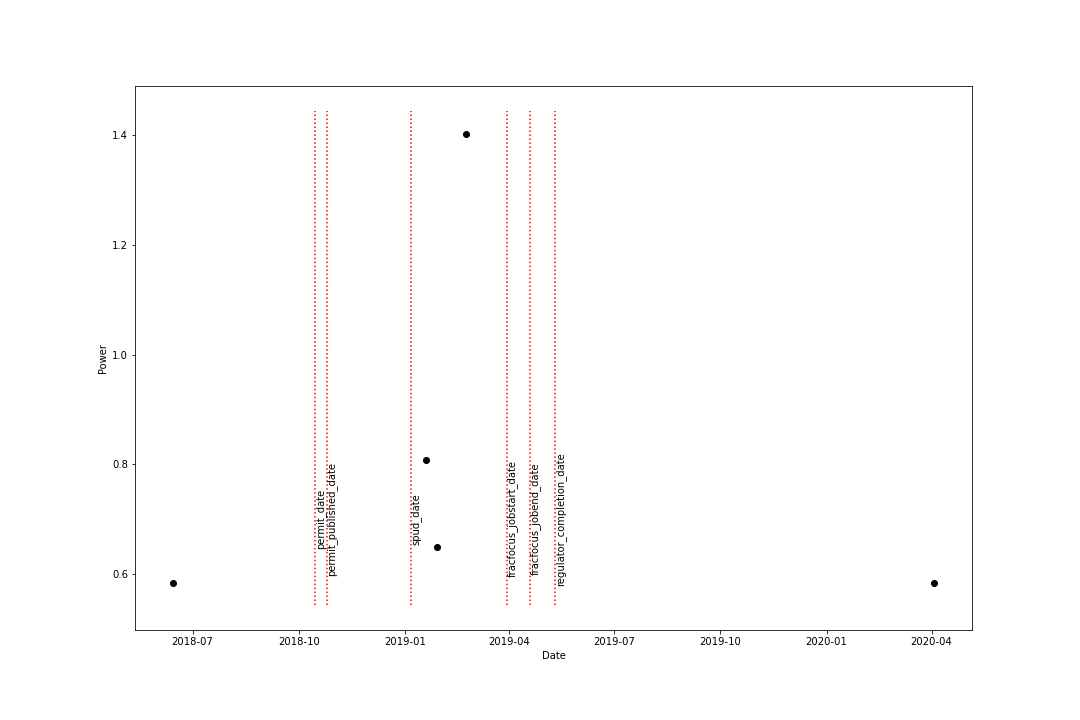 1.4
1.2
1.0
0.8
0.6
Power
permit_date
permit_published_date
spud_date
fracfocus_jobstart_date
fracfocus_jobend_date
regulator_completion_date
2018-07
2018-10
2019-01
2019-04
2019-07
2019-10
2020-01
2020-04
Date